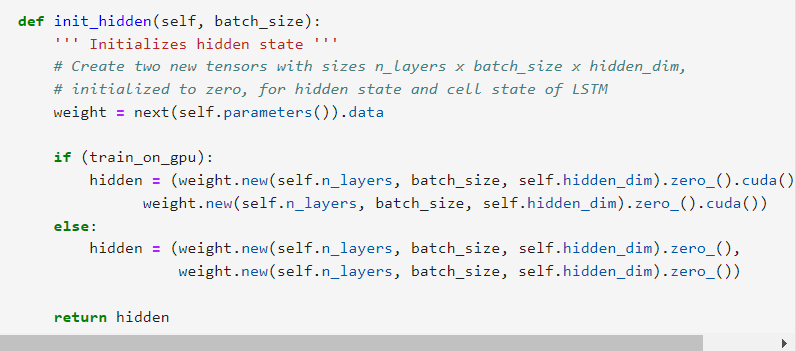 def init_hidden(self, batch_size):
    ''' Initializes hidden state '''
    # Create two new tensors with sizes n_layers x batch_size x hidden_dim,
    # initialized to zero, for hidden state and cell state of LSTM
    weight = next(self.parameters()).data

    if (train_on_gpu):
        hidden = (weight.new(self.n_layers, batch_size, self.hidden_dim).zero_().cuda()
              weight.new(self.n_layers, batch_size, self.hidden_dim).zero_().cuda())
    else:
        hidden = (weight.new(self.n_layers, batch_size, self.hidden_dim).zero_(),
                  weight.new(self.n_layers, batch_size, self.hidden_dim).zero_())

    return hidden